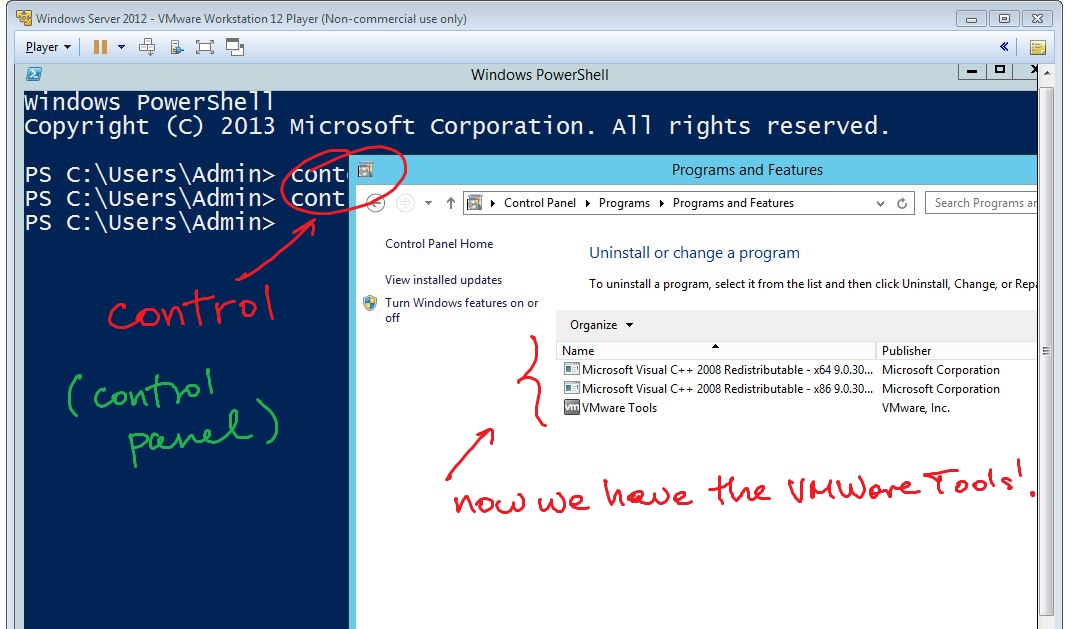 Windows Server 2012 - VMware Workstation 12 Player (Non-commercial use only)
Player
Windows PowerShell
Windows PowerShell
Copyright (C) 2013 Microsoft Corporation. All rights reserved.
PS C:\Users\Admin> cont
PS C:\Users\Admin> cont
PS C:\Users\Admin>
control
(control
panel)
Programs and Features
Control Panel Programs Programs and Features
Search Programs an
Control Panel Home
View installed updates
Turn Windows features on or
off
Uninstall or change a program
To uninstall a program, select it from the list and then click Uninstall, Change, or Repa
Organize
Name Publisher
Microsoft Visual C++ 2008 Redistributable - x64 9.0.30... Microsoft Corporation
Microsoft Visual C++ 2008 Redistributable - x86 9.0.30... Microsoft Corporation
vm VMware Tools VMware, Inc.
now we have the VMWare Tools!